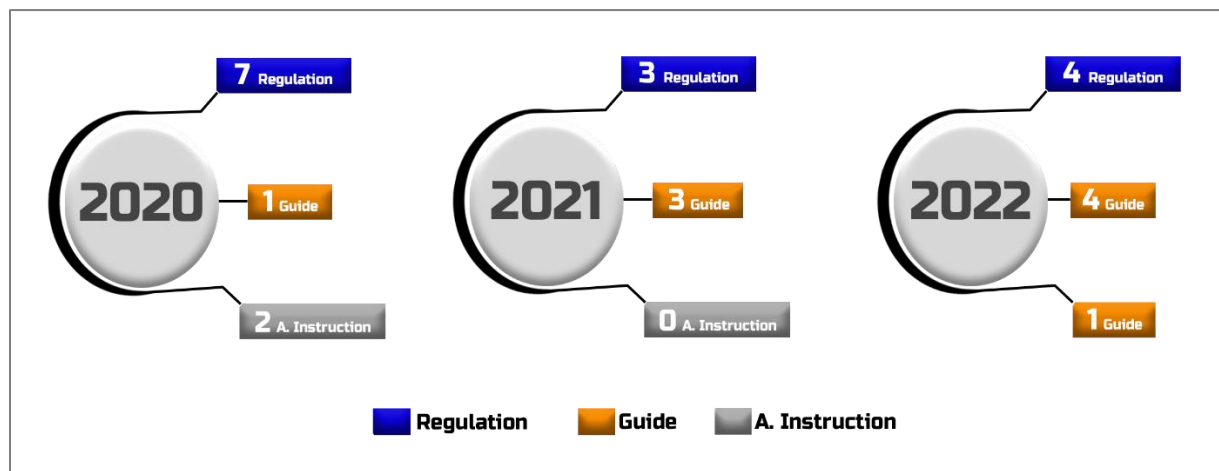 7 Regulation
2020
1 Guide
2 A. Instruction
3 Regulation
2021
3 Guide
0 A. Instruction
4 Regulation
2022
4 Guide
1 Guide
Regulation
Guide
A. Instruction